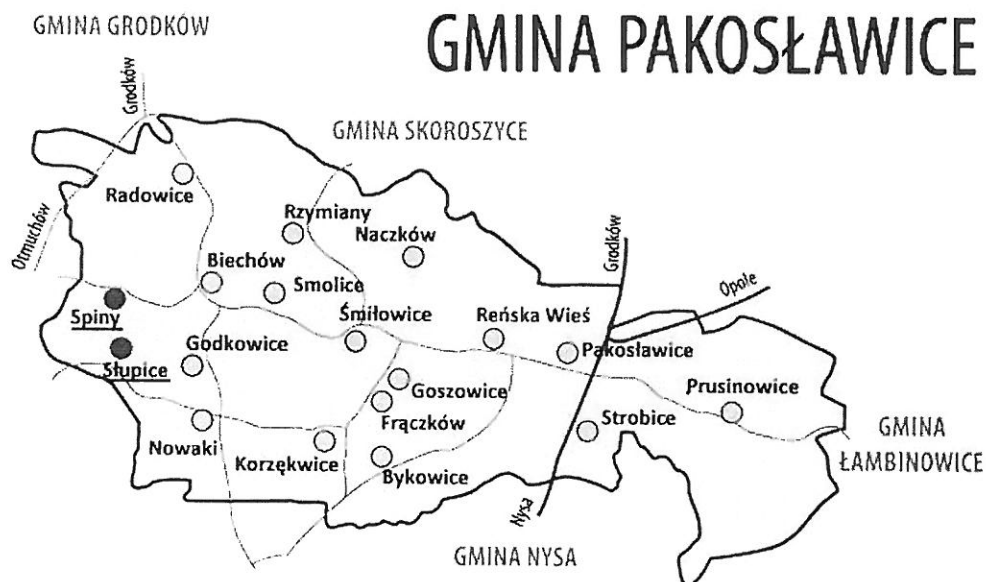 GMINA GRODKÓW
GMINA PAKOSŁAWICE
Grodków
GMINA SKOROSZYCE
Radowice
Otmuchów
Rzymiany
Naczków
Grodków
Biechów
Smolice
Opole
Spiny
Śmiłowice
Reńska Wieś
Godkowice
Pakosławice
Słupice
Goszowice
Prusinowice
Frączków
Strobice
Nowaki
Korzękwice
Bykowice
GMINA
ŁAMBINOWICE
Nysa
GMINA NYSA